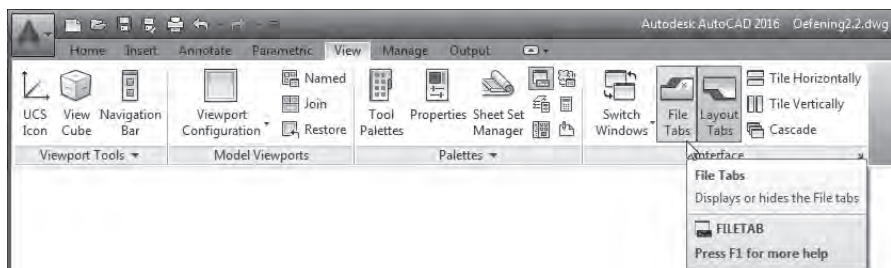 Autodesk AutoCAD 2016 Oefening2.2.dwg
Home Insert Annotate Parametric View Manage Output
UCS Icon
View Cube
Navigation Bar
Viewport Configuration
Named
Join
Restore
Tool Palettes
Properties
Sheet Set Manager
Switch Windows
File Tabs
Layout Tabs
Tile Horizontally
Tile Vertically
Cascade
Viewport Tools
Model Viewports
Palettes
Interface
File Tabs
Displays or hides the File tabs
FILETAB
Press F1 for more help